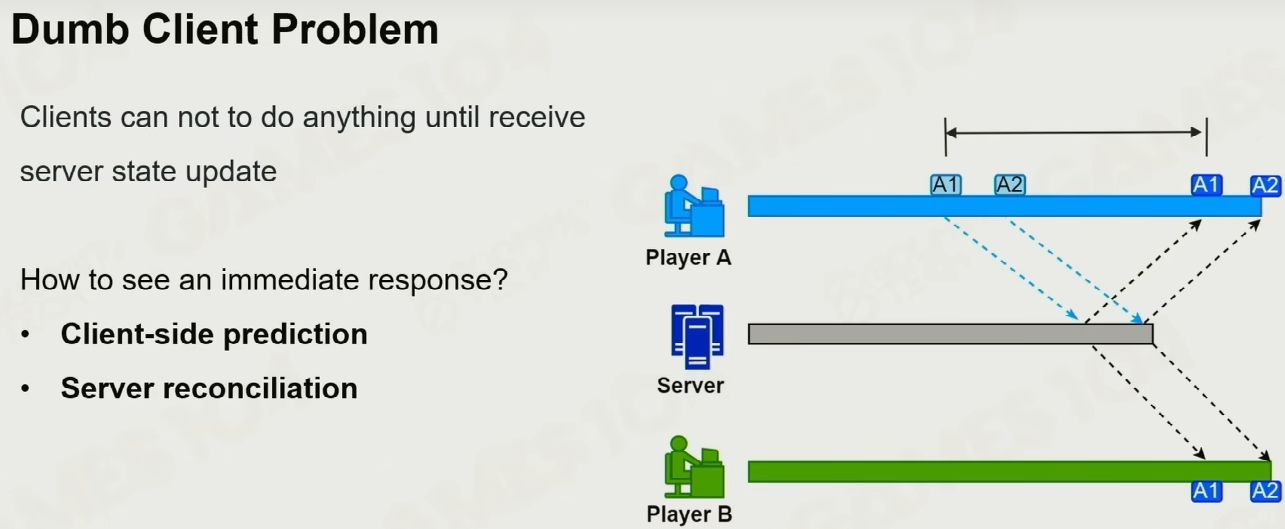 Dumb Client Problem
Clients can not to do anything until receive
server state update
How to see an immediate response?
• Client-side prediction
• Server reconciliation
A1 A2 A1 A2
Player A
Server
Player B
A1 A2